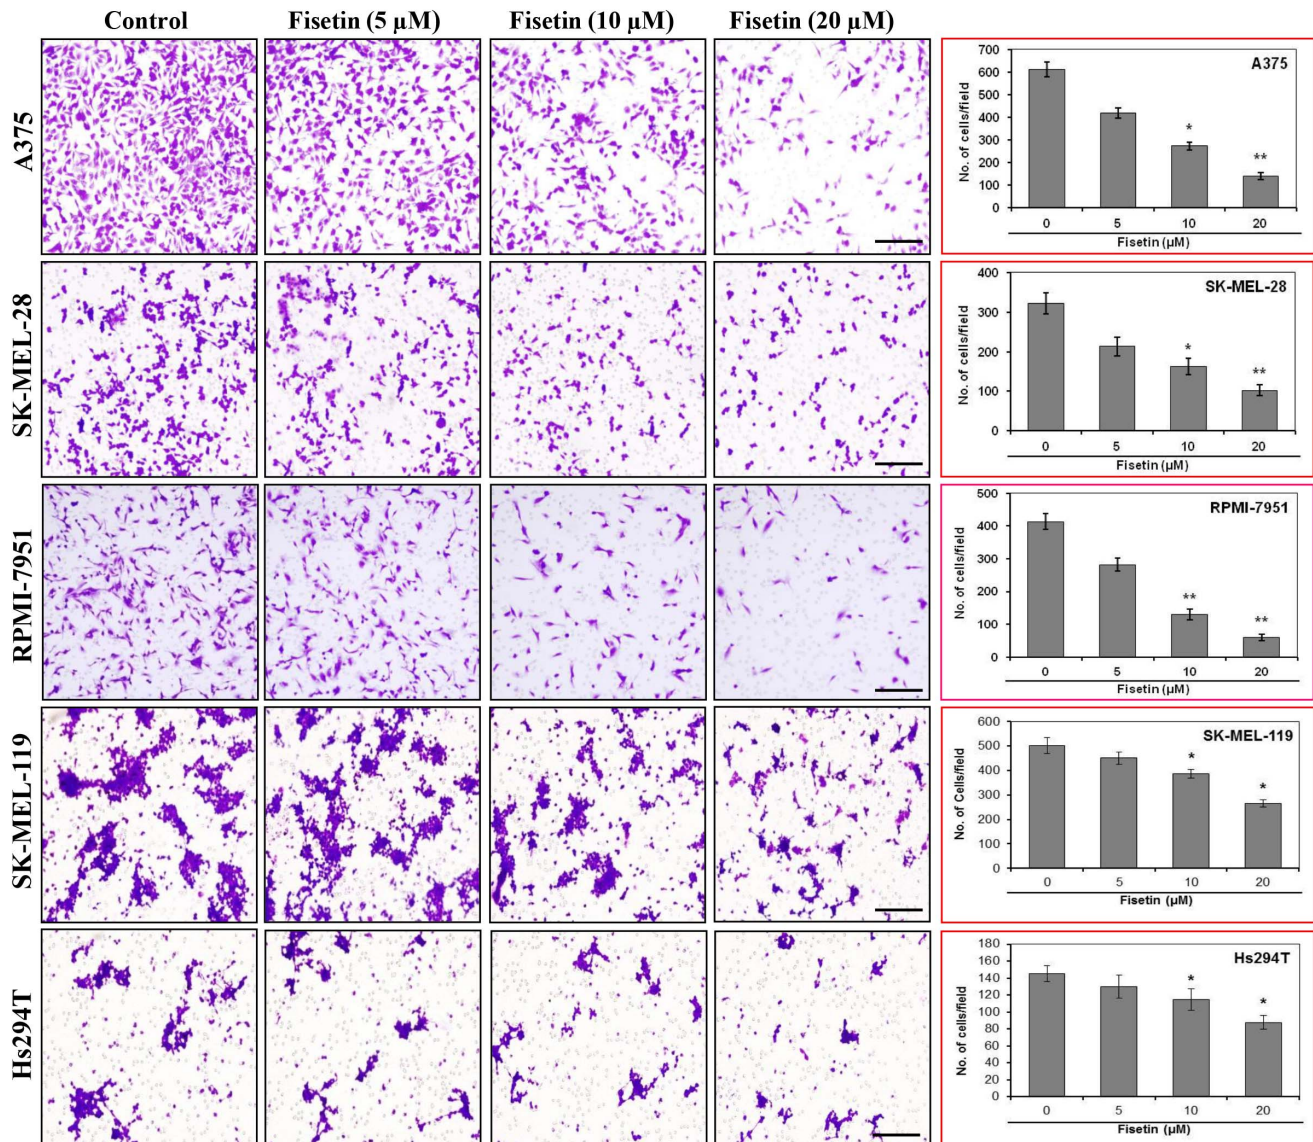 Control Fisetin (5 µM) Fisetin (10 µM) Fisetin (20 µM)
A375
No. of cells/field
700
600
500
400
300
200
100
0
A375
*
**
0 5 10 20
Fisetin (µM)
SK-MEL-28
No. of cells/field
400
300
200
100
0
SK-MEL-28
*
**
0 5 10 20
Fisetin (µM)
RPMI-7951
No. of cells/field
500
400
300
200
100
0
RPMI-7951
**
**
0 5 10 20
Fisetin (µM)
SK-MEL-119
No. of Cells/field
600
500
400
300
200
100
0
SK-MEL-119
*
*
0 5 10 20
Fisetin (µM)
Hs294T
No. of cells/field
180
160
140
120
100
80
60
40
20
0
Hs294T
*
*
0 5 10 20
Fisetin (µM)